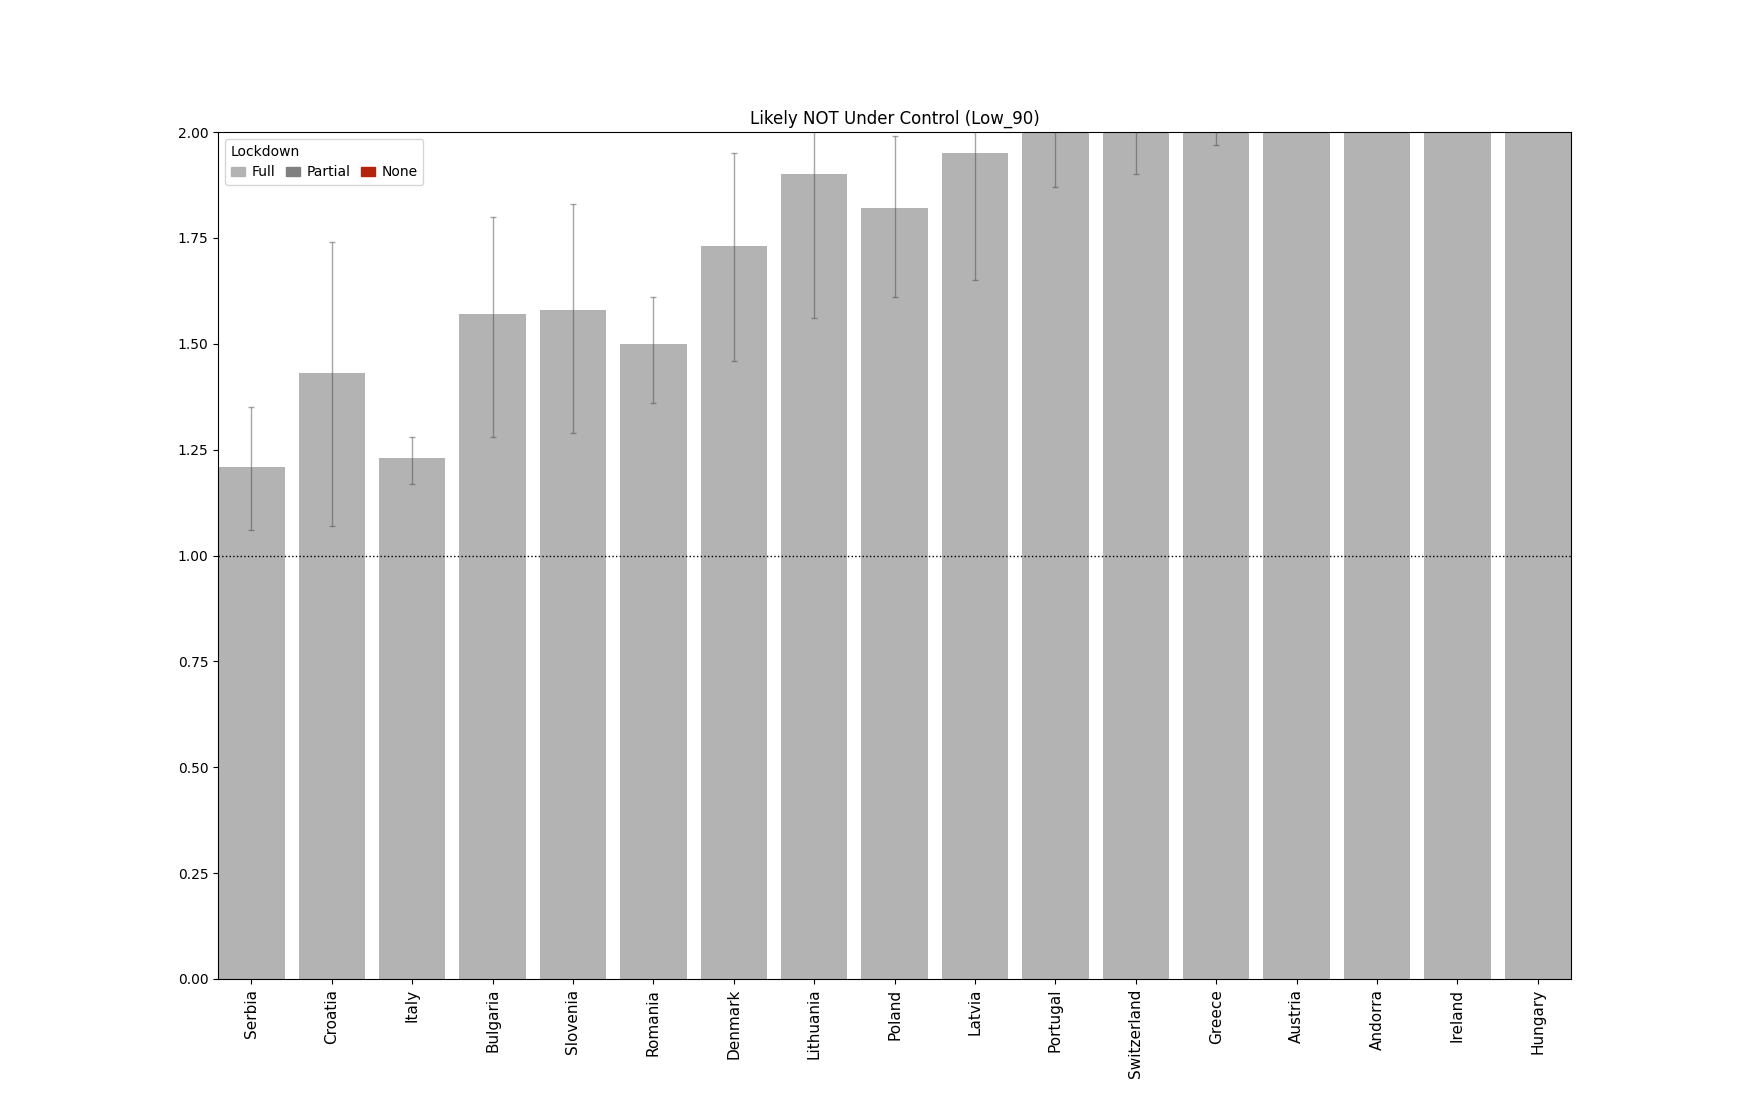 Likely NOT Under Control (Low_90)
Lockdown
Full Partial None
2.00
1.75
1.50
1.25
1.00
0.75
0.50
0.25
0.00
Serbia
Croatia
Italy
Bulgaria
Slovenia
Romania
Denmark
Lithuania
Poland
Latvia
Portugal
Switzerland
Greece
Austria
Andorra
Ireland
Hungary